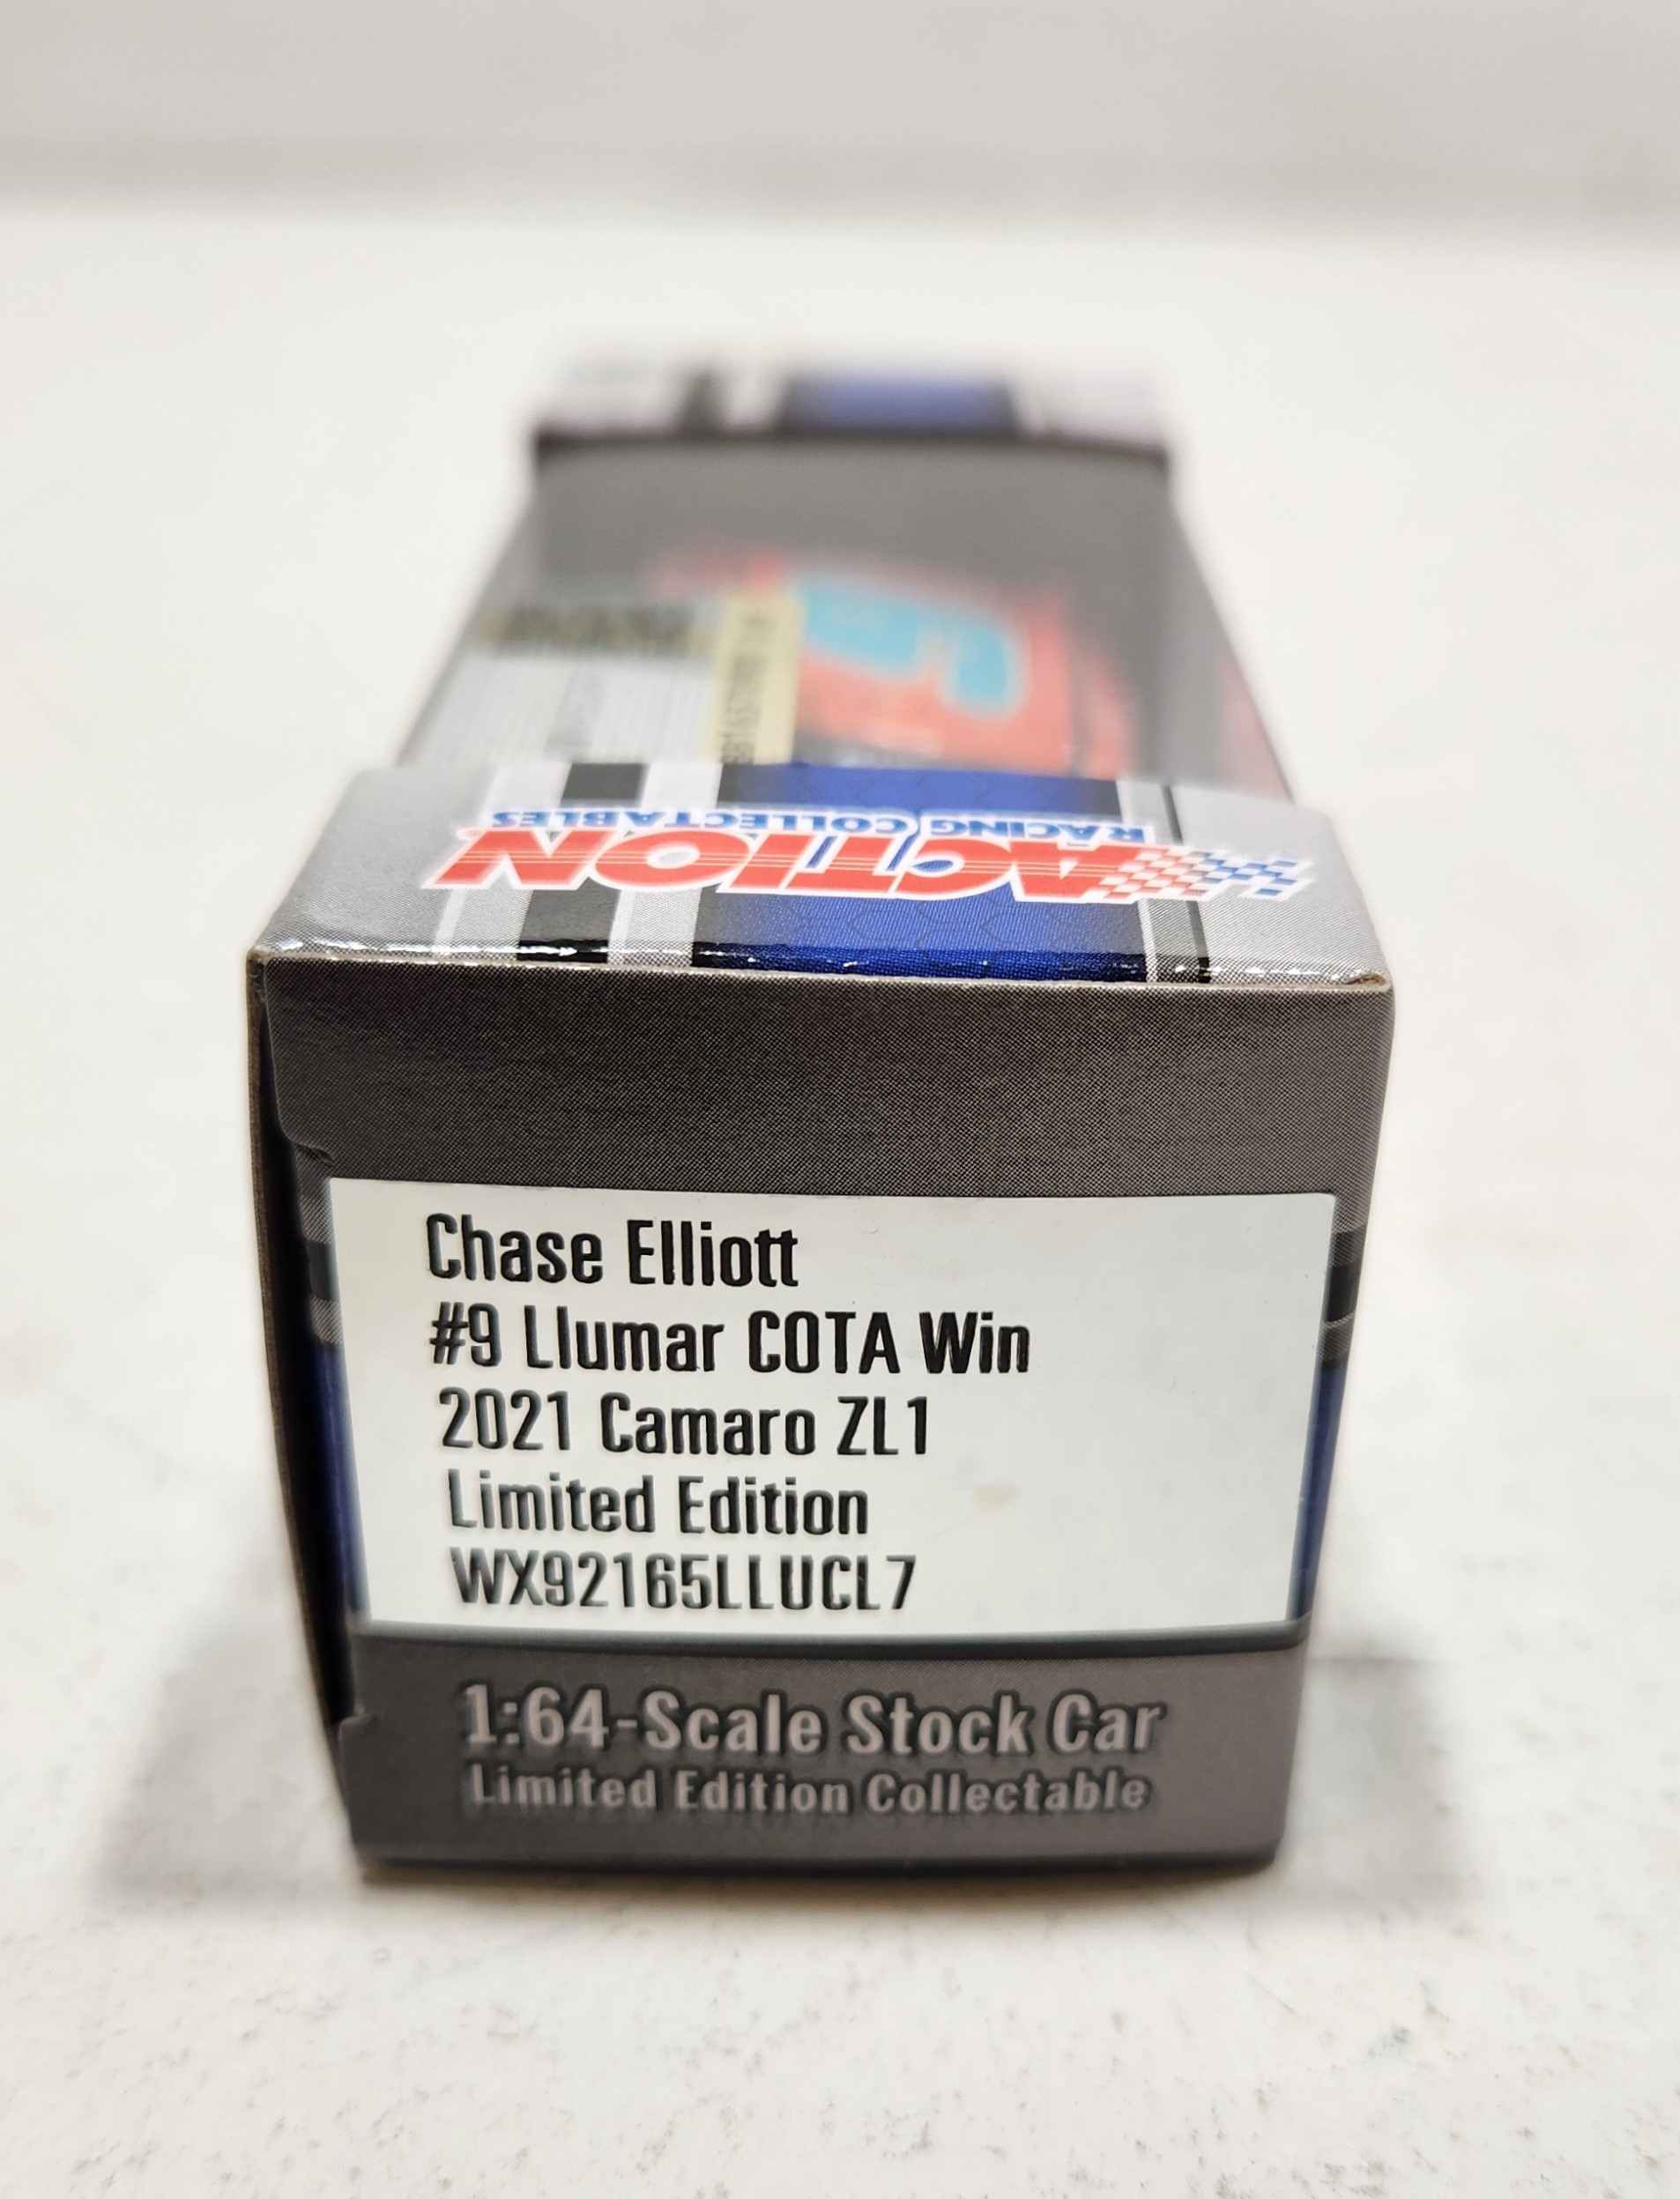 ACTION
RACING COLLECTABLES
Chase Elliott
#9 Llumar COTA Win
2021 Camaro ZL1
Limited Edition
WX92165LLUCL7
1:64-Scale Stock Car
Limited Edition Collectable